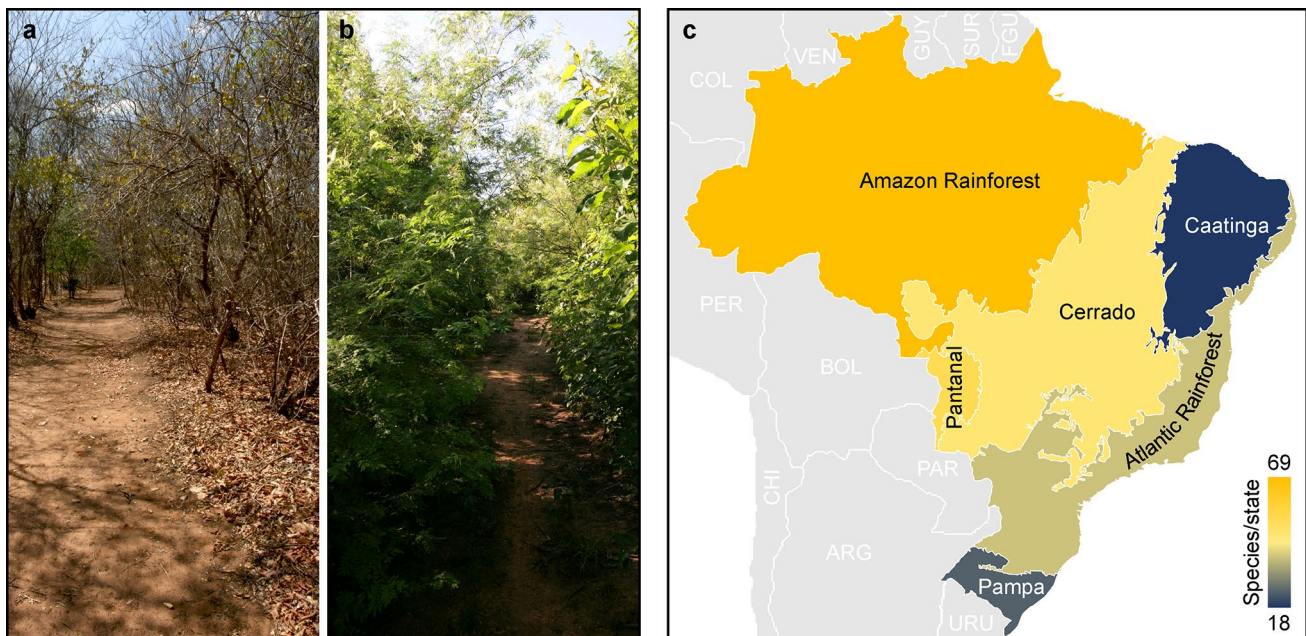 a
b
c
COL
VEN
GUY
SUR
FGU
Amazon Rainforest
Caatinga
PER
Cerrado
BOL
Pantanal
Atlantic Rainforest
PAR
CHI
ARG
Pampa
URU
69
Species/state
18